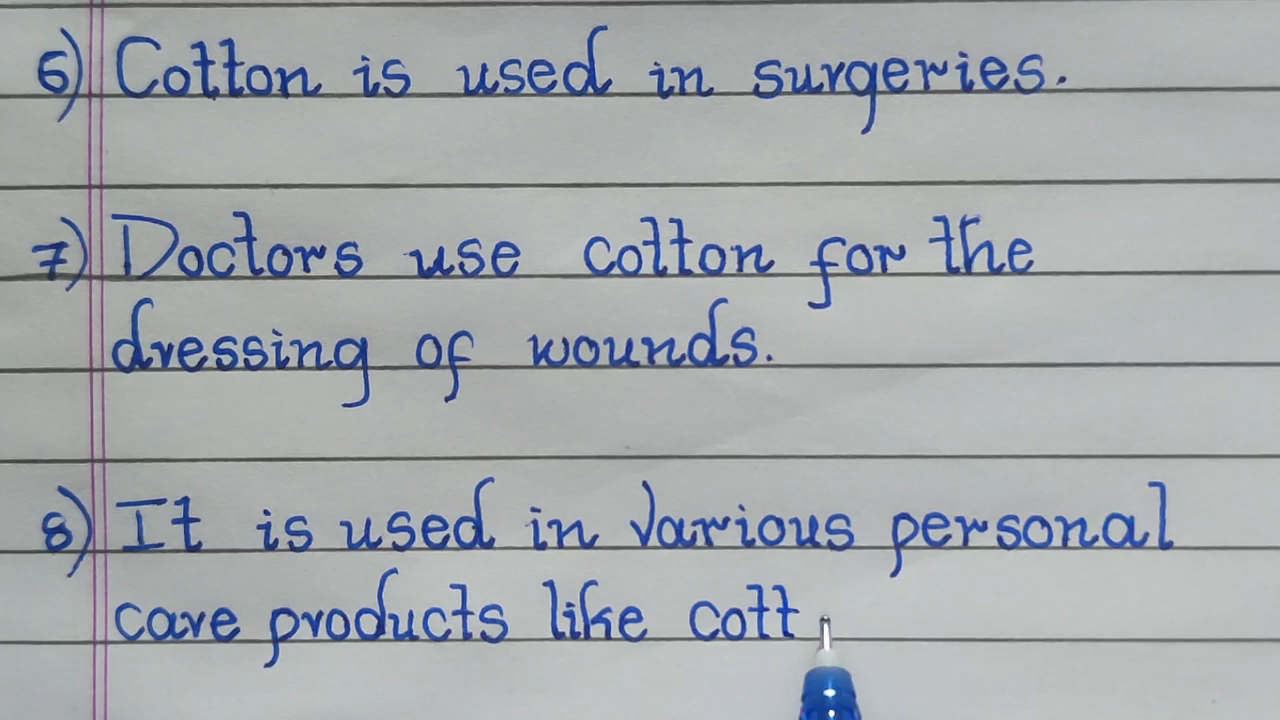 6) Cotton is used in surgeries.
7) Doctors use cotton for the
dressing of wounds.
8) It is used in various personal
care products like cott